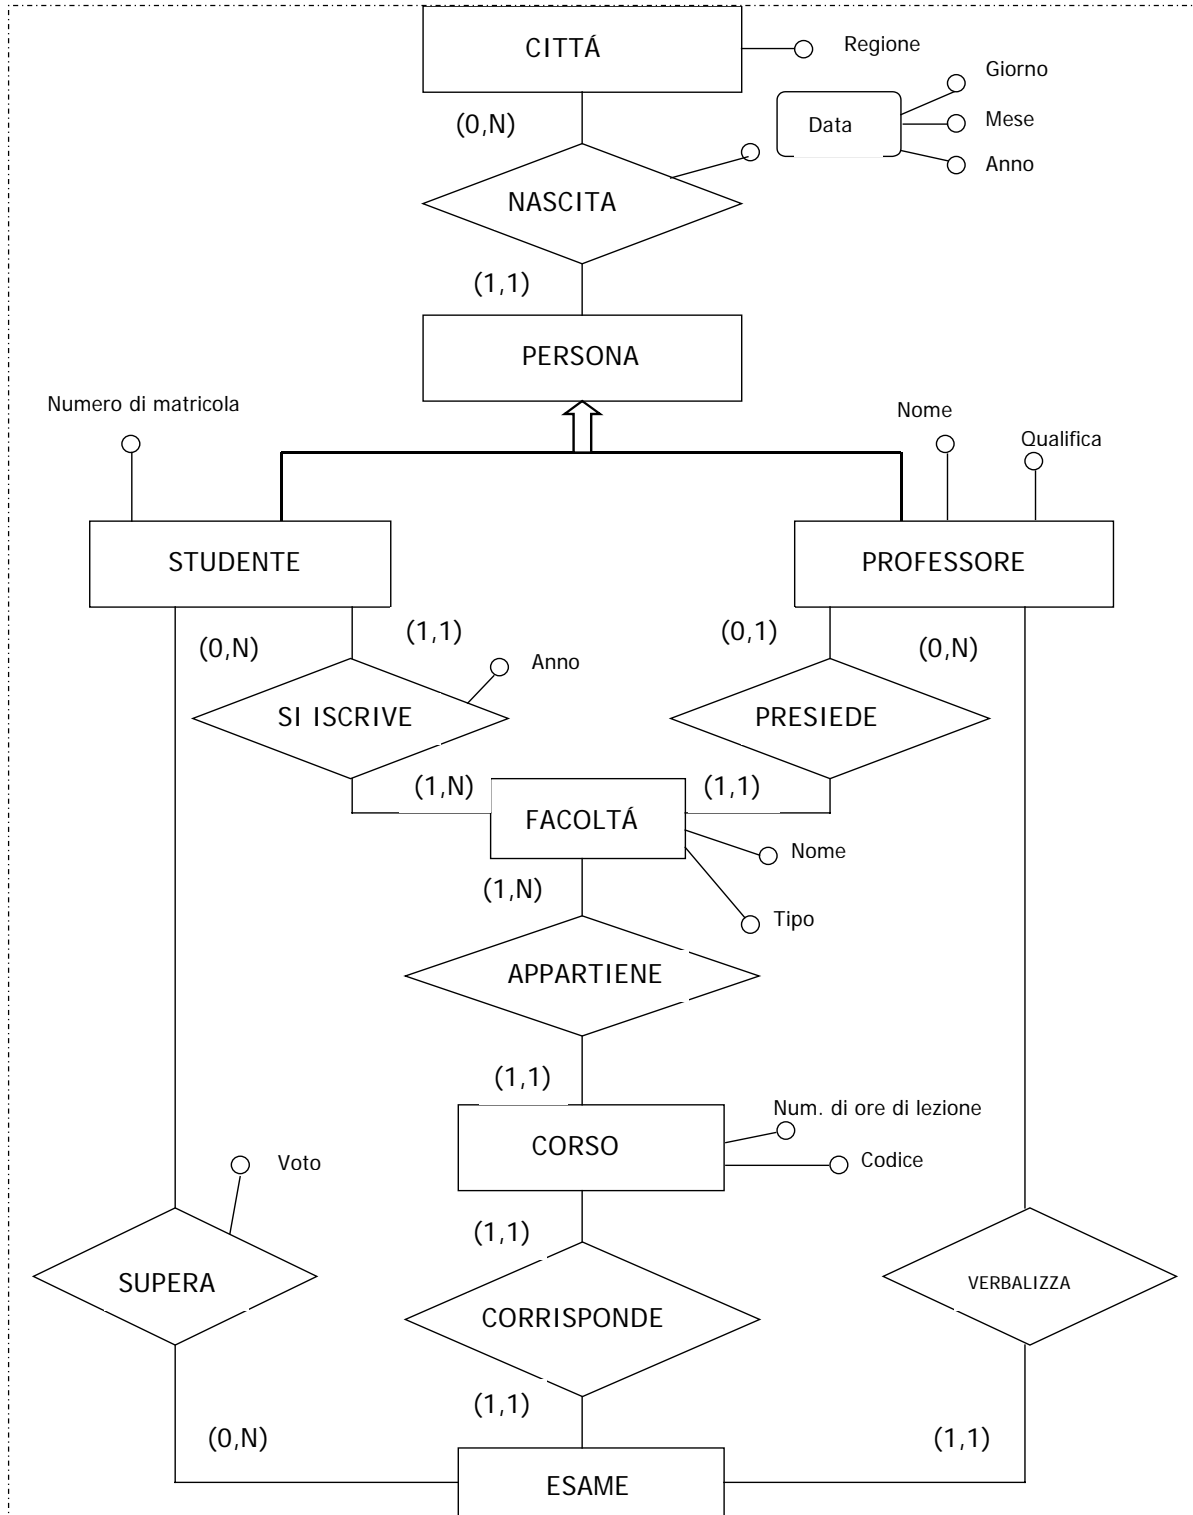 CITTÁ
Regione
Giorno
(0,N)
Data
Mese
Anno
NASCITA
(1,1)
PERSONA
Numero di matricola
Nome
Qualifica
STUDENTE
PROFESSORE
(0,N)
(1,1)
(0,1)
(0,N)
Anno
SI ISCRIVE
PRESIEDE
(1,N)
(1,1)
FACOLTÁ
Nome
(1,N)
Tipo
APPARTIENE
(1,1)
Num. di ore di lezione
CORSO
Codice
Voto
(1,1)
SUPERA
VERBALIZZA
CORRISPONDE
(1,1)
(0,N)
(1,1)
ESAME